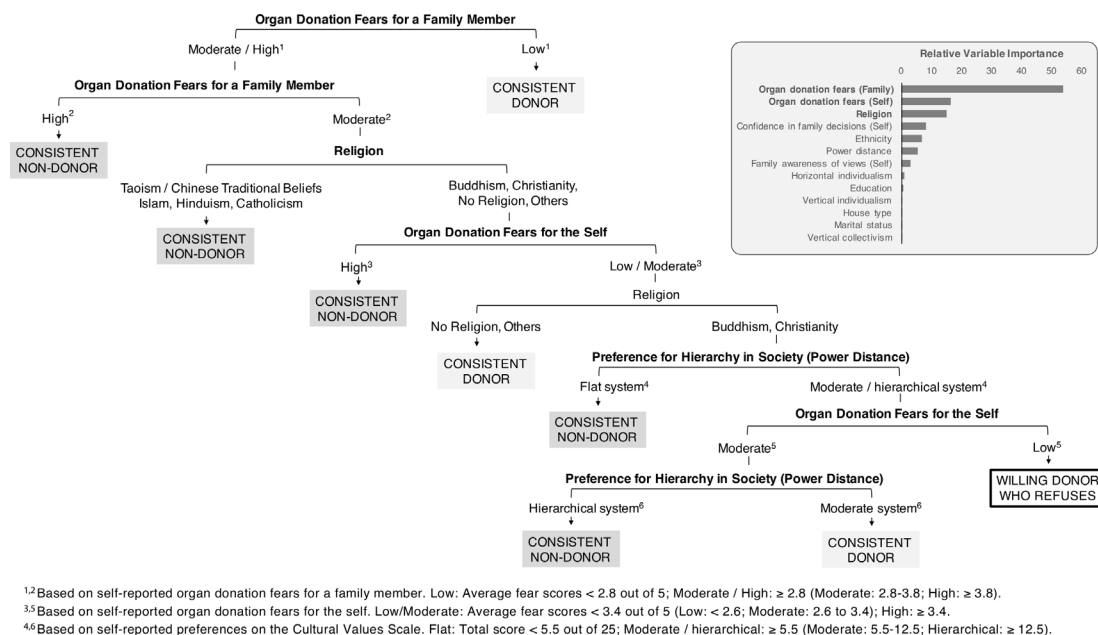 Organ Donation Fears for a Family Member
Moderate / High¹
Low¹
CONSISTENT
DONOR
Organ Donation Fears for a Family Member
High²
Moderate²
CONSISTENT
NON-DONOR
Religion
Taoism / Chinese Traditional Beliefs
Islam, Hinduism, Catholicism
Buddhism, Christianity,
No Religion, Others
CONSISTENT
NON-DONOR
Organ Donation Fears for the Self
High³
Low / Moderate³
CONSISTENT
NON-DONOR
Religion
No Religion, Others
Buddhism, Christianity
CONSISTENT
DONOR
Preference for Hierarchy in Society (Power Distance)
Flat system⁴
Moderate / hierarchical system⁴
CONSISTENT
NON-DONOR
Organ Donation Fears for the Self
Moderate⁵
Low⁵
WILLING DONOR
WHO REFUSES
Preference for Hierarchy in Society (Power Distance)
Hierarchical system⁶
Moderate system⁶
CONSISTENT
NON-DONOR
CONSISTENT
DONOR
Relative Variable Importance
0 10 20 30 40 50 60
Organ donation fears (Family)
Organ donation fears (Self)
Religion
Confidence in family decisions (Self)
Ethnicity
Power distance
Family awareness of views (Self)
Horizontal individualism
Education
Vertical individualism
House type
Marital status
Vertical collectivism
¹,² Based on self-reported organ donation fears for a family member. Low: Average fear scores < 2.8 out of 5; Moderate / High: ≥ 2.8 (Moderate: 2.8-3.8; High: ≥ 3.8).
³,⁵ Based on self-reported organ donation fears for the self. Low/Moderate: Average fear scores < 3.4 out of 5 (Low: < 2.6; Moderate: 2.6 to 3.4); High: ≥ 3.4.
⁴,⁶ Based on self-reported preferences on the Cultural Values Scale. Flat: Total score < 5.5 out of 25; Moderate / hierarchical: ≥ 5.5 (Moderate: 5.5-12.5; Hierarchical: ≥ 12.5).